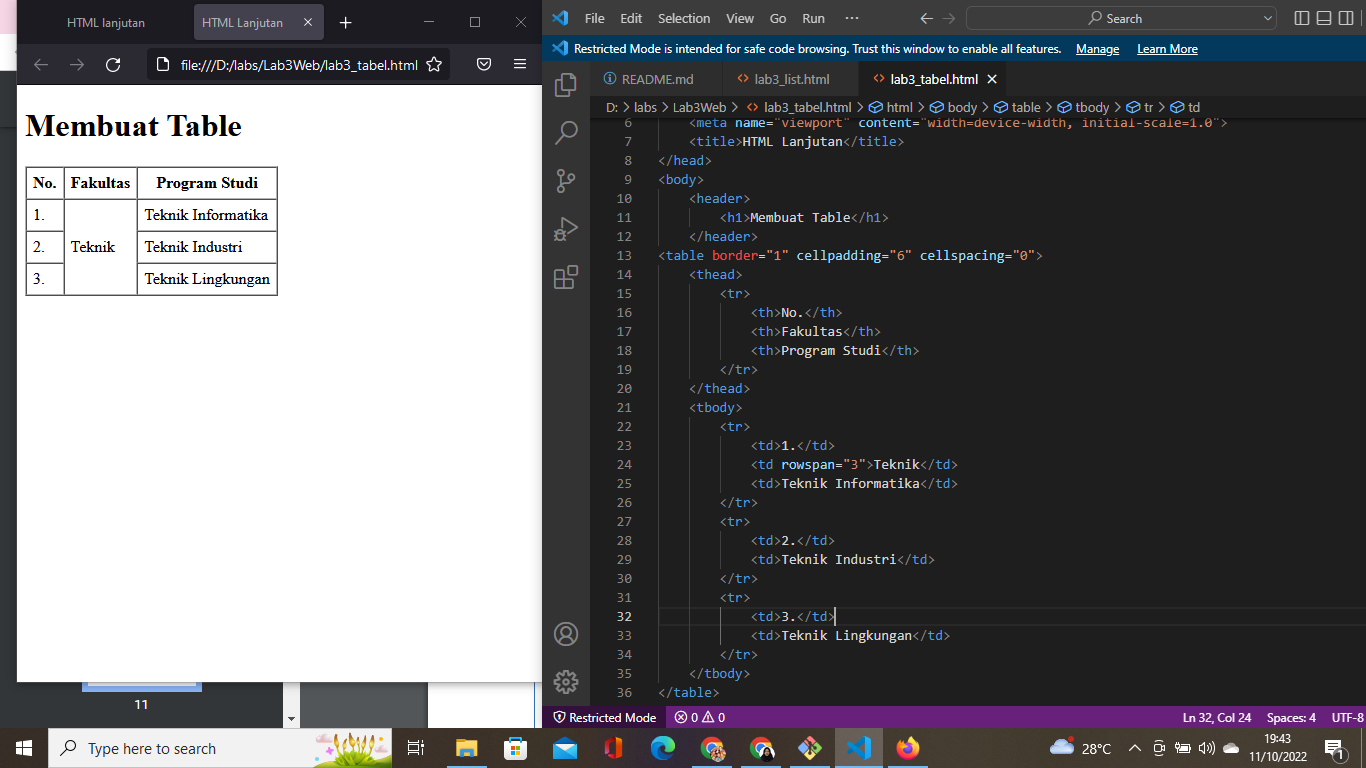 HTML lanjutan
HTML Lanjutan
file:///D:/labs/Lab3Web/lab3_tabel.html
Membuat Table
No. Fakultas Program Studi
1. Teknik Informatika
2. Teknik Teknik Industri
3. Teknik Lingkungan
11
File Edit Selection View Go Run ··· Search
Restricted Mode is intended for safe code browsing. Trust this window to enable all features. Manage Learn More
README.md lab3_list.html lab3_tabel.html
D: > labs > Lab3Web > lab3_tabel.html > html > body > table > tbody > tr > td
6 <meta name="viewport" content="width=device-width, initial-scale=1.0">
7 <title>HTML Lanjutan</title>
8 </head>
9 <body>
10 <header>
11 <h1>Membuat Table</h1>
12 </header>
13 <table border="1" cellpadding="6" cellspacing="0">
14 <thead>
15 <tr>
16 <th>No.</th>
17 <th>Fakultas</th>
18 <th>Program Studi</th>
19 </tr>
20 </thead>
21 <tbody>
22 <tr>
23 <td>1.</td>
24 <td rowspan="3">Teknik</td>
25 <td>Teknik Informatika</td>
26 </tr>
27 <tr>
28 <td>2.</td>
29 <td>Teknik Industri</td>
30 </tr>
31 <tr>
32 <td>3.</td>
33 <td>Teknik Lingkungan</td>
34 </tr>
35 </tbody>
36 </table>
Restricted Mode 0 0 Ln 32, Col 24 Spaces: 4 UTF-8
Type here to search 28°C 19:43
11/10/2022 1